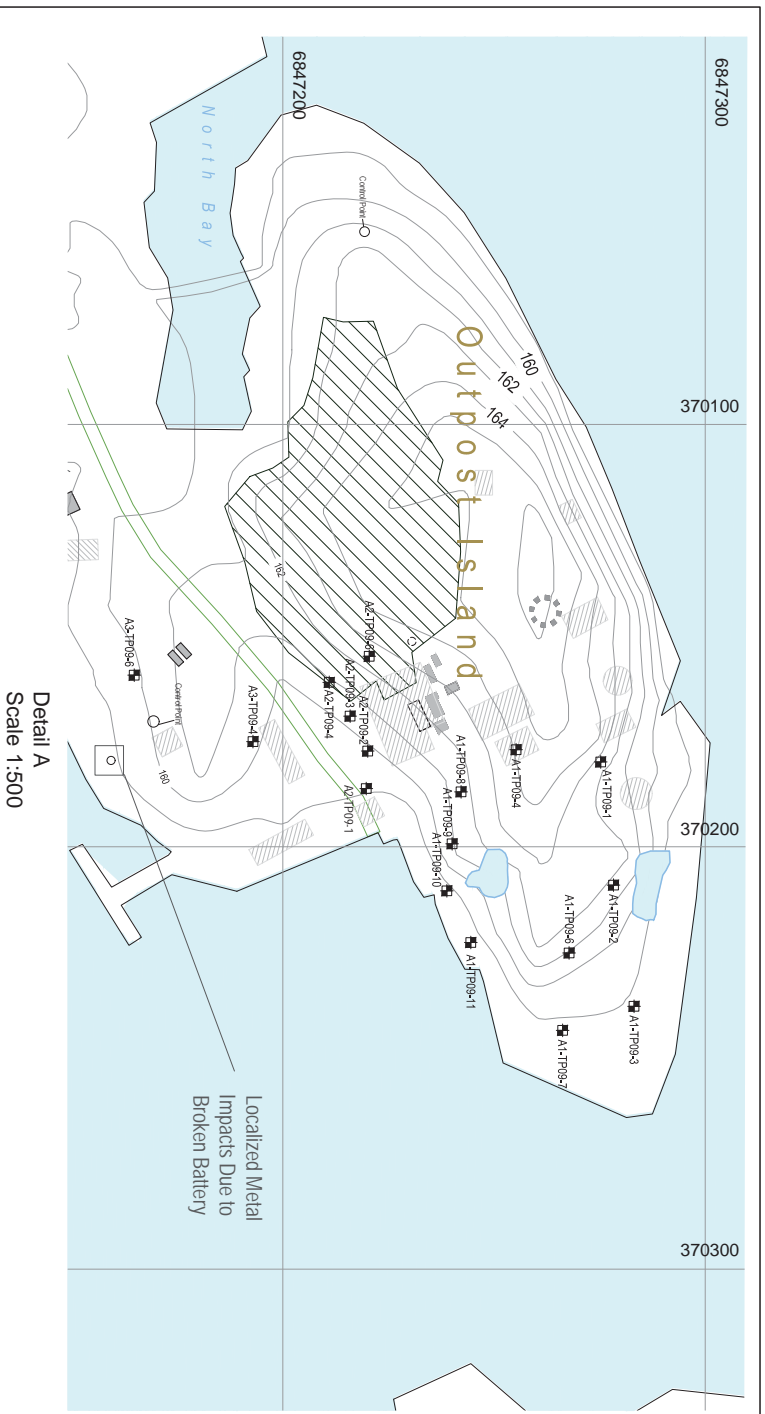 6847300
6847200
370100
370200
370300
North Bay
Outpost Island
Control Point
160
162
164
162
A1-TP09-1
A1-TP09-2
A1-TP09-3
A1-TP09-4
A1-TP09-6
A1-TP09-7
A1-TP09-8
A1-TP09-9
A1-TP09-10
A1-TP09-11
A2-TP09-1
A2-TP09-2
A2-TP09-3
A2-TP09-4
A3-TP09-4
A3-TP09-6
Control Point
160
Localized Metal
Impacts Due to
Broken Battery
Detail A
Scale 1:500